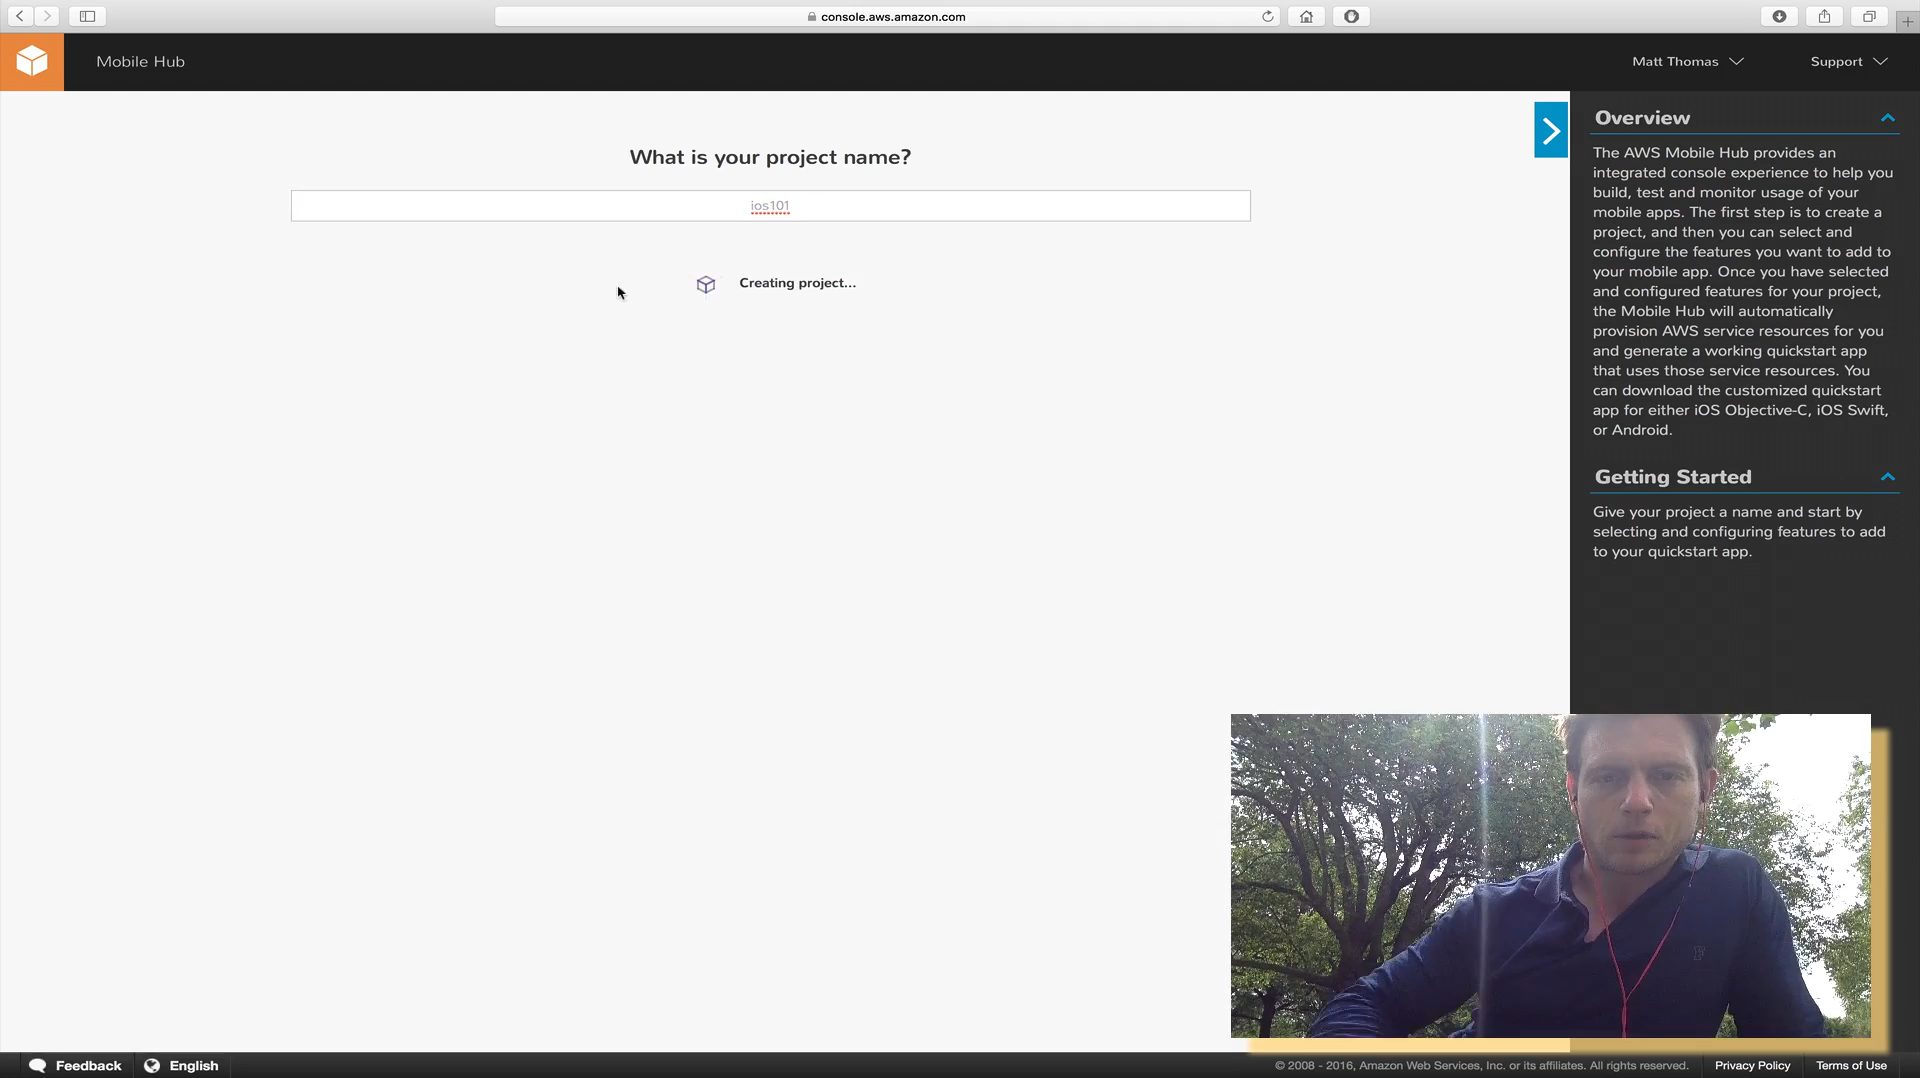 console.aws.amazon.com
Mobile Hub
Matt Thomas
Support
What is your project name?
ios101
Creating project...
Overview
The AWS Mobile Hub provides an
integrated console experience to help you
build, test and monitor usage of your
mobile apps. The first step is to create a
project, and then you can select and
configure the features you want to add to
your mobile app. Once you have selected
and configured features for your project,
the Mobile Hub will automatically
provision AWS service resources for you
and generate a working quickstart app
that uses those service resources. You
can download the customized quickstart
app for either iOS Objective-C, iOS Swift,
or Android.
Getting Started
Give your project a name and start by
selecting and configuring features to add
to your quickstart app.
Feedback
English
© 2008 - 2016, Amazon Web Services, Inc. or its affiliates. All rights reserved.
Privacy Policy
Terms of Use